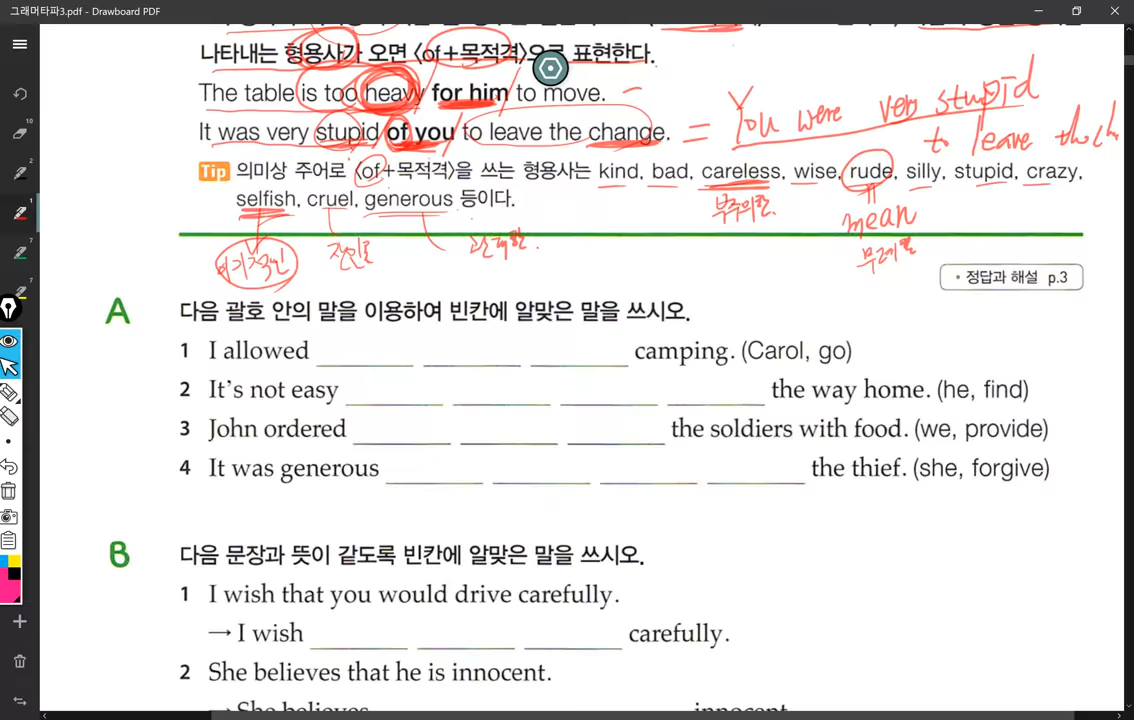 그래머타파3.pdf - Drawboard PDF
나타내는 형용사가 오면 〈of+목적격〉으로 표현한다.
The table is too heavy for him to move.
It was very stupid of you to leave the change.
= You were very stupid
to leave the ch
Tip 의미상 주어로 〈of+목적격〉을 쓰는 형용사는 kind, bad, careless, wise, rude, silly, stupid, crazy,
selfish, cruel, generous 등이다.
부주의한
mean
무례한
• 정답과 해설 p.3
A 다음 괄호 안의 말을 이용하여 빈칸에 알맞은 말을 쓰시오.
1 I allowed camping. (Carol, go)
2 It's not easy the way home. (he, find)
3 John ordered the soldiers with food. (we, provide)
4 It was generous the thief. (she, forgive)
B 다음 문장과 뜻이 같도록 빈칸에 알맞은 말을 쓰시오.
1 I wish that you would drive carefully.
→ I wish carefully.
2 She believes that he is innocent.
→ She believes innocent.